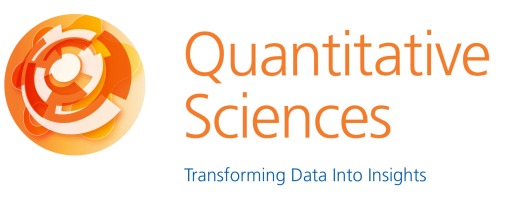 Quantitative
Sciences
Transforming Data Into Insights